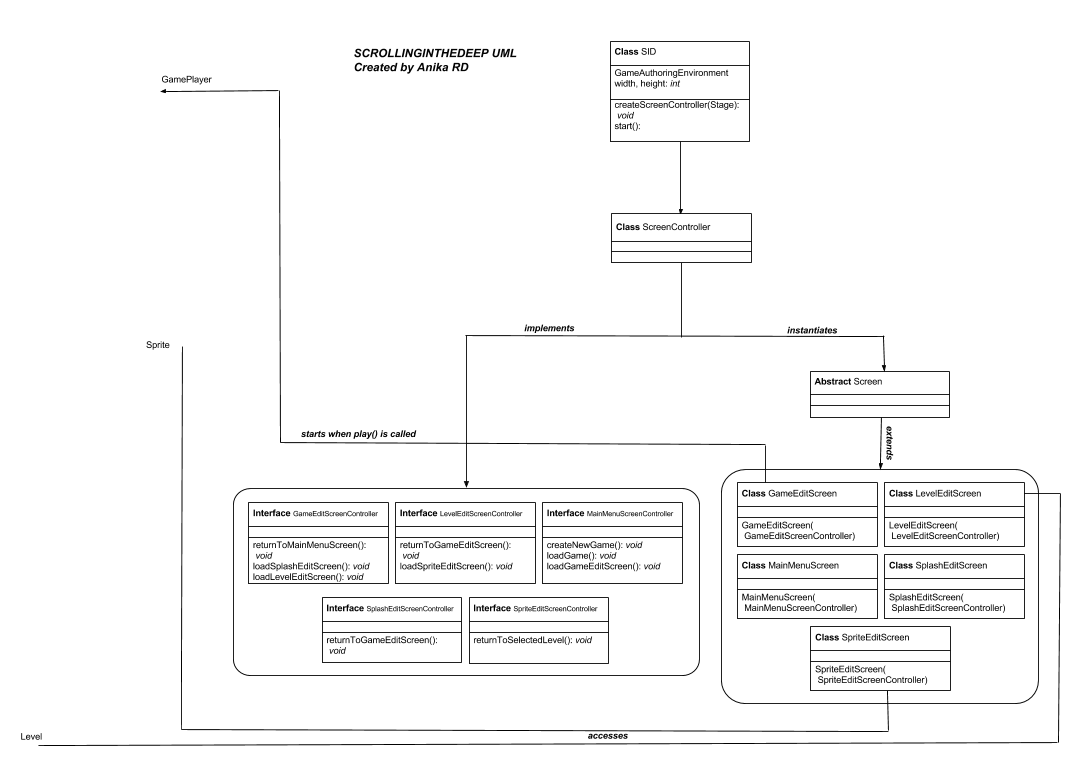 SCROLLINGINTHEDEEP UML
Created by Anika RD
Class SID
GameAuthoringEnvironment
width, height: int
createScreenController(Stage):
void
start():
GamePlayer
Class ScreenController
implements
instantiates
Sprite
Abstract Screen
extends
starts when play() is called
Interface GameEditScreenController
returnToMainMenuScreen():
void
loadSplashEditScreen(): void
loadLevelEditScreen(): void
Interface LevelEditScreenController
returnToGameEditScreen():
void
loadSpriteEditScreen(): void
Interface MainMenuScreenController
createNewGame(): void
loadGame(): void
loadGameEditScreen(): void
Interface SplashEditScreenController
returnToGameEditScreen():
void
Interface SpriteEditScreenController
returnToSelectedLevel(): void
Class GameEditScreen
GameEditScreen(
GameEditScreenController)
Class LevelEditScreen
LevelEditScreen(
LevelEditScreenController)
Class MainMenuScreen
MainMenuScreen(
MainMenuScreenController)
Class SplashEditScreen
SplashEditScreen(
SplashEditScreenController)
Class SpriteEditScreen
SpriteEditScreen(
SpriteEditScreenController)
Level
accesses